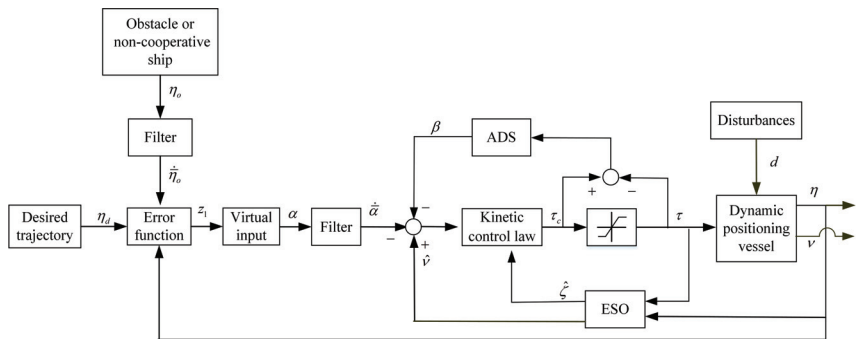 Obstacle or
non-cooperative
ship
η_o
Filter
η̄̇_o
Desired
trajectory
η_d
Error
function
z_1
Virtual
input
α
Filter
ᾱ̇
β
ADS
−
−
+
ν̂
Kinetic
control law
τ_c
+
−
τ
ζ̂
ESO
Disturbances
d
Dynamic
positioning
vessel
η
ν